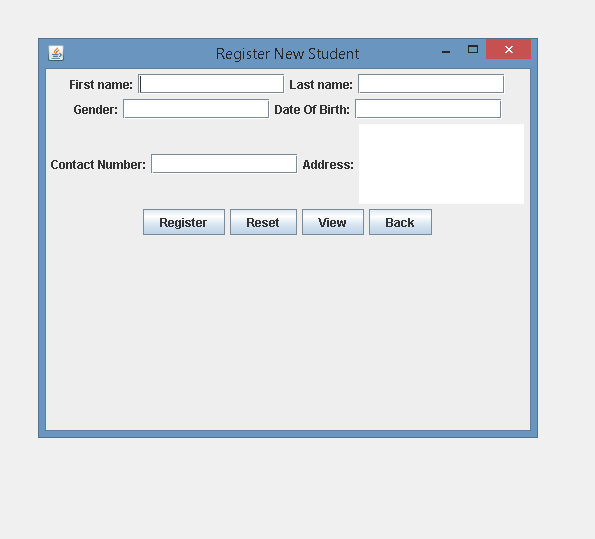 Register New Student
First name: Last name:
Gender: Date Of Birth:
Contact Number: Address:
Register Reset View Back